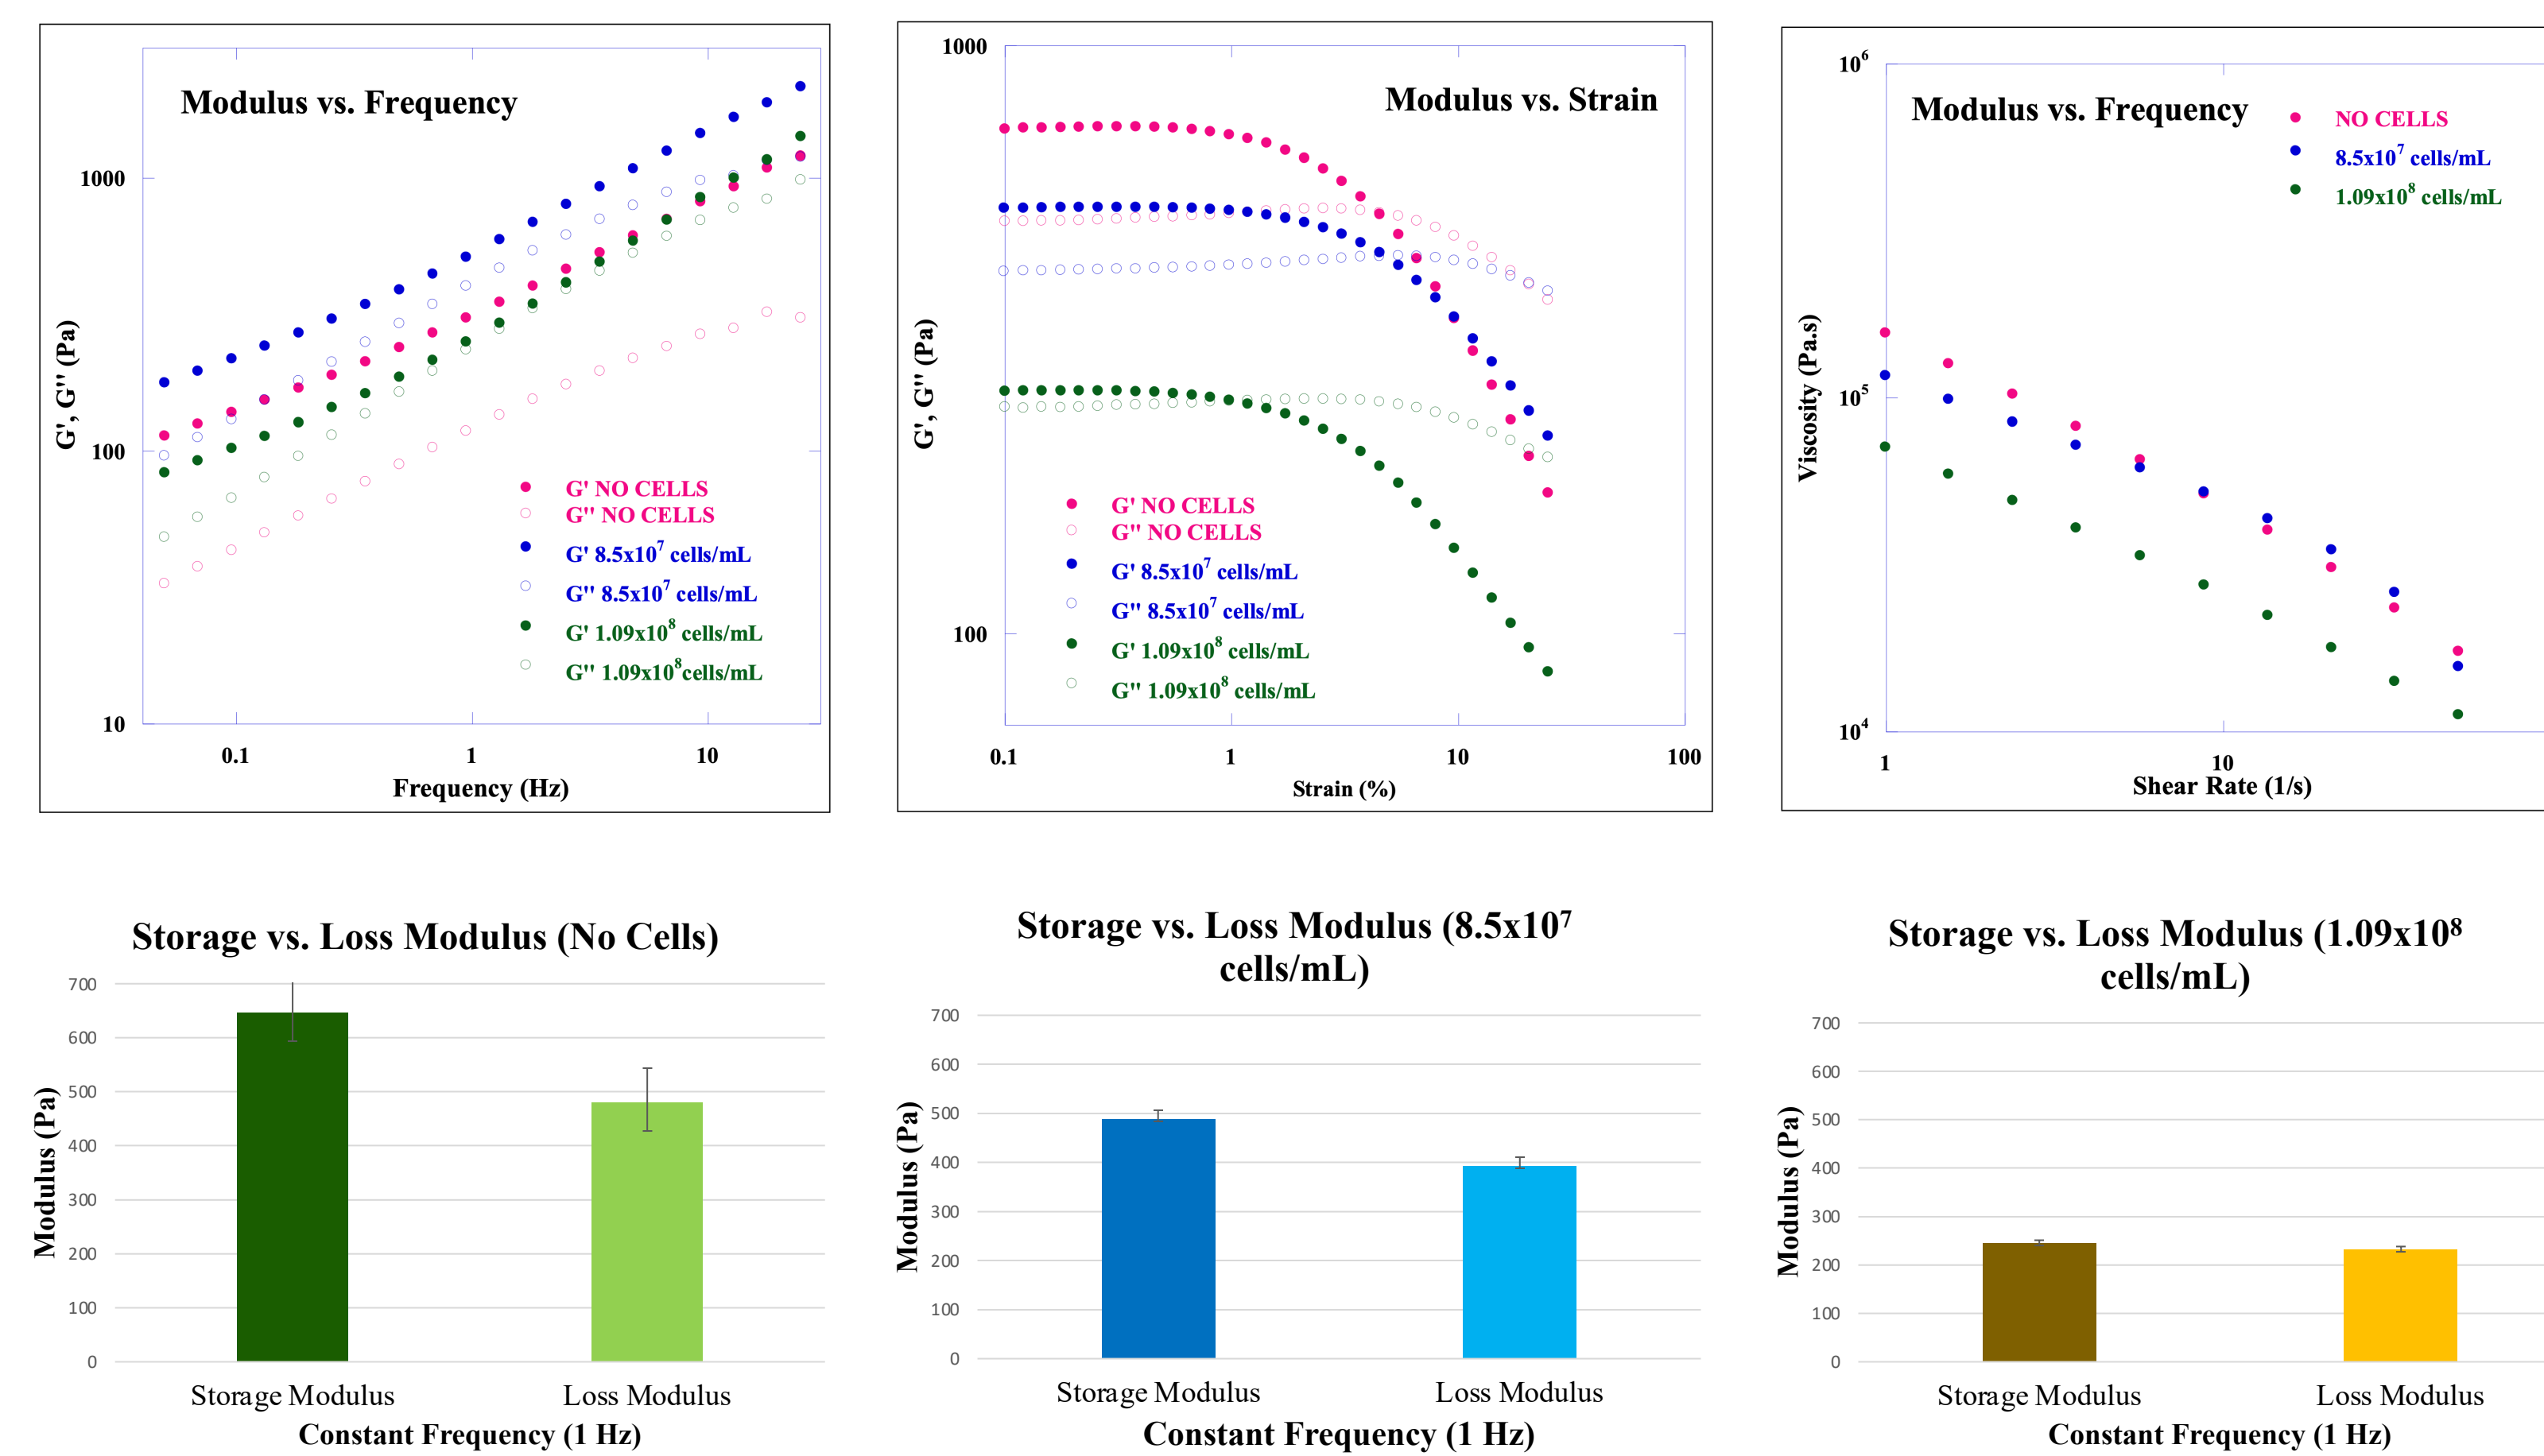 Modulus vs. Frequency
G', G'' (Pa)
1000
100
10
0.1 1 10
Frequency (Hz)
G' NO CELLS
G'' NO CELLS
G' 8.5x10⁷ cells/mL
G'' 8.5x10⁷ cells/mL
G' 1.09x10⁸ cells/mL
G'' 1.09x10⁸cells/mL
Modulus vs. Strain
G', G'' (Pa)
1000
100
0.1 1 10 100
Strain (%)
G' NO CELLS
G'' NO CELLS
G' 8.5x10⁷ cells/mL
G'' 8.5x10⁷ cells/mL
G' 1.09x10⁸ cells/mL
G'' 1.09x10⁸ cells/mL
Modulus vs. Frequency
NO CELLS
8.5x10⁷ cells/mL
1.09x10⁸ cells/mL
Viscosity (Pa.s)
10⁶
10⁵
10⁴
1 10
Shear Rate (1/s)
Storage vs. Loss Modulus (No Cells)
Modulus (Pa)
700
600
500
400
300
200
100
0
Storage Modulus Loss Modulus
Constant Frequency (1 Hz)
Storage vs. Loss Modulus (8.5x10⁷
cells/mL)
Modulus (Pa)
700
600
500
400
300
200
100
0
Storage Modulus Loss Modulus
Constant Frequency (1 Hz)
Storage vs. Loss Modulus (1.09x10⁸
cells/mL)
Modulus (Pa)
700
600
500
400
300
200
100
0
Storage Modulus Loss Modulus
Constant Frequency (1 Hz)